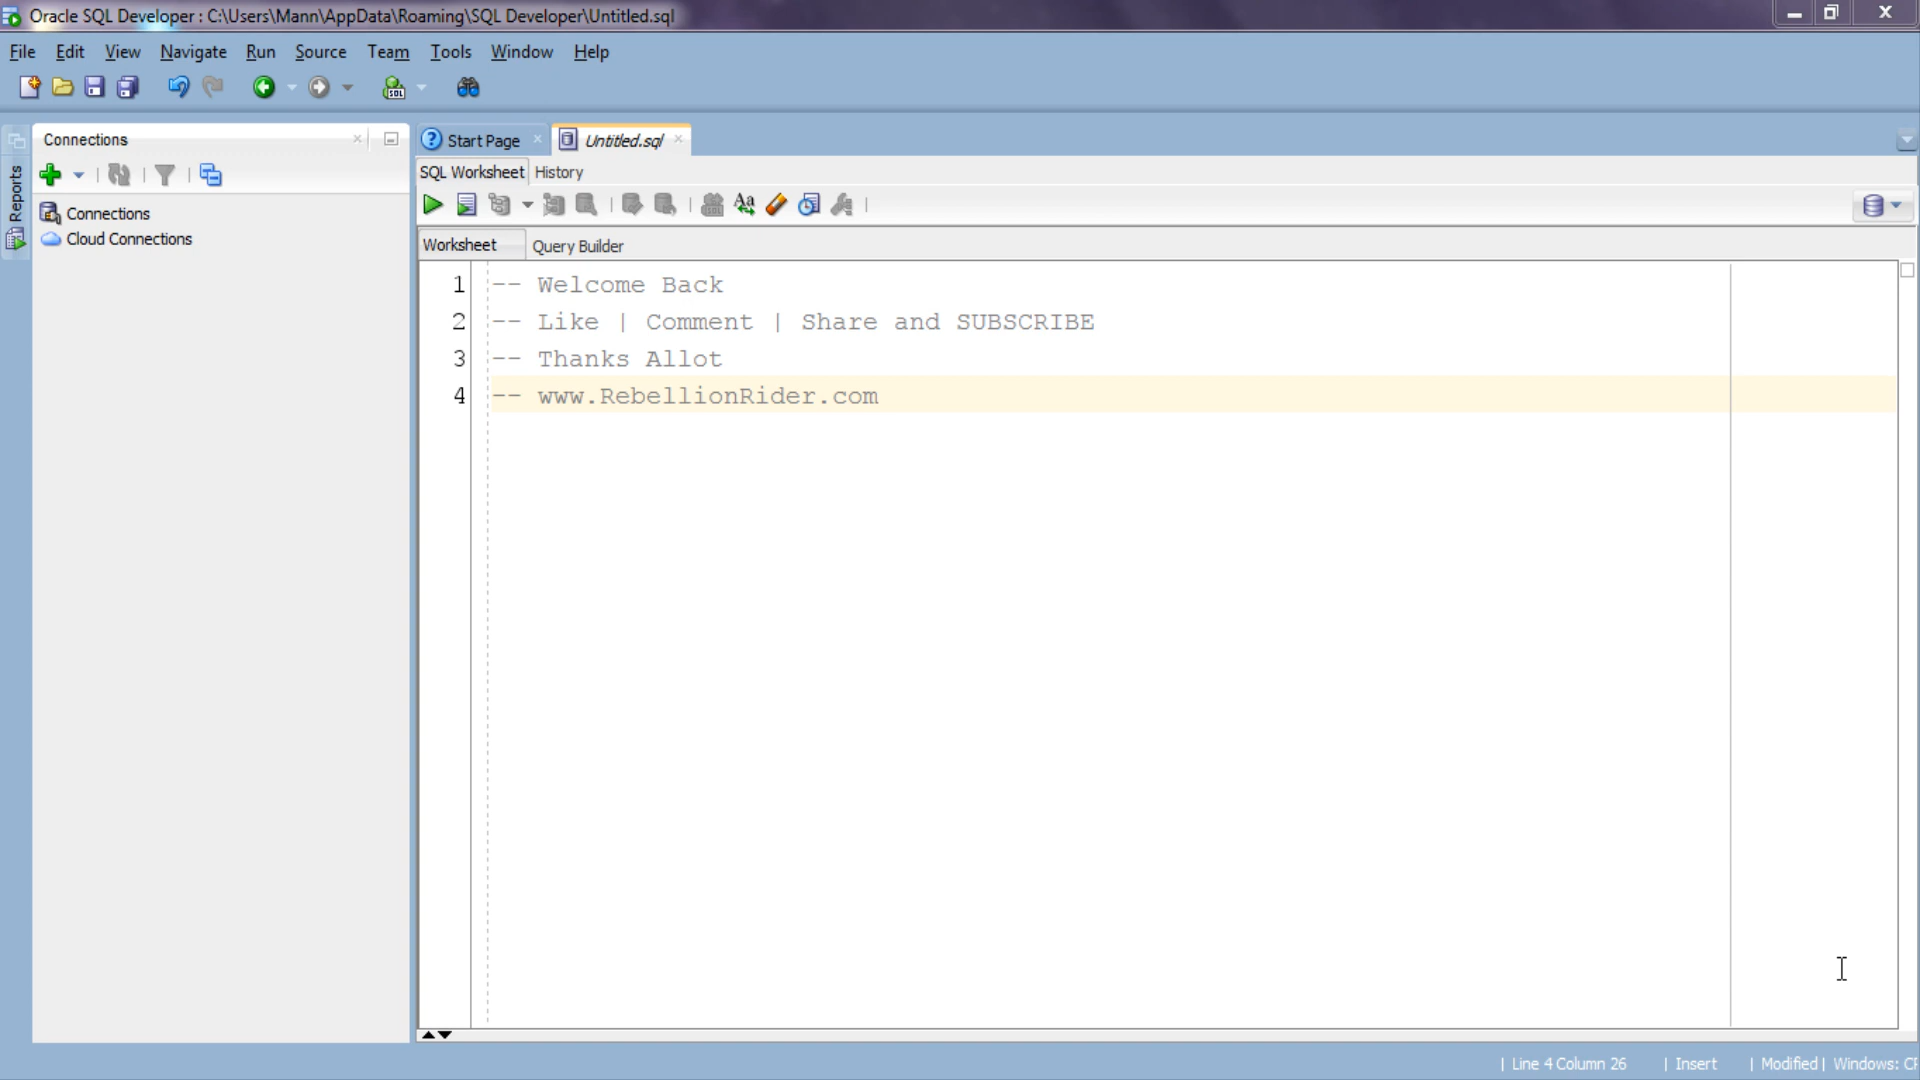 Oracle SQL Developer : C:\Users\Mann\AppData\Roaming\SQL Developer\Untitled.sql
File Edit View Navigate Run Source Team Tools Window Help
Connections
Start Page
Untitled.sql
Reports
SQL Worksheet
History
Connections
Cloud Connections
Worksheet
Query Builder
1 -- Welcome Back
2 -- Like | Comment | Share and SUBSCRIBE
3 -- Thanks Allot
4 -- www.RebellionRider.com
| Line 4 Column 26 | Insert | Modified | Windows: